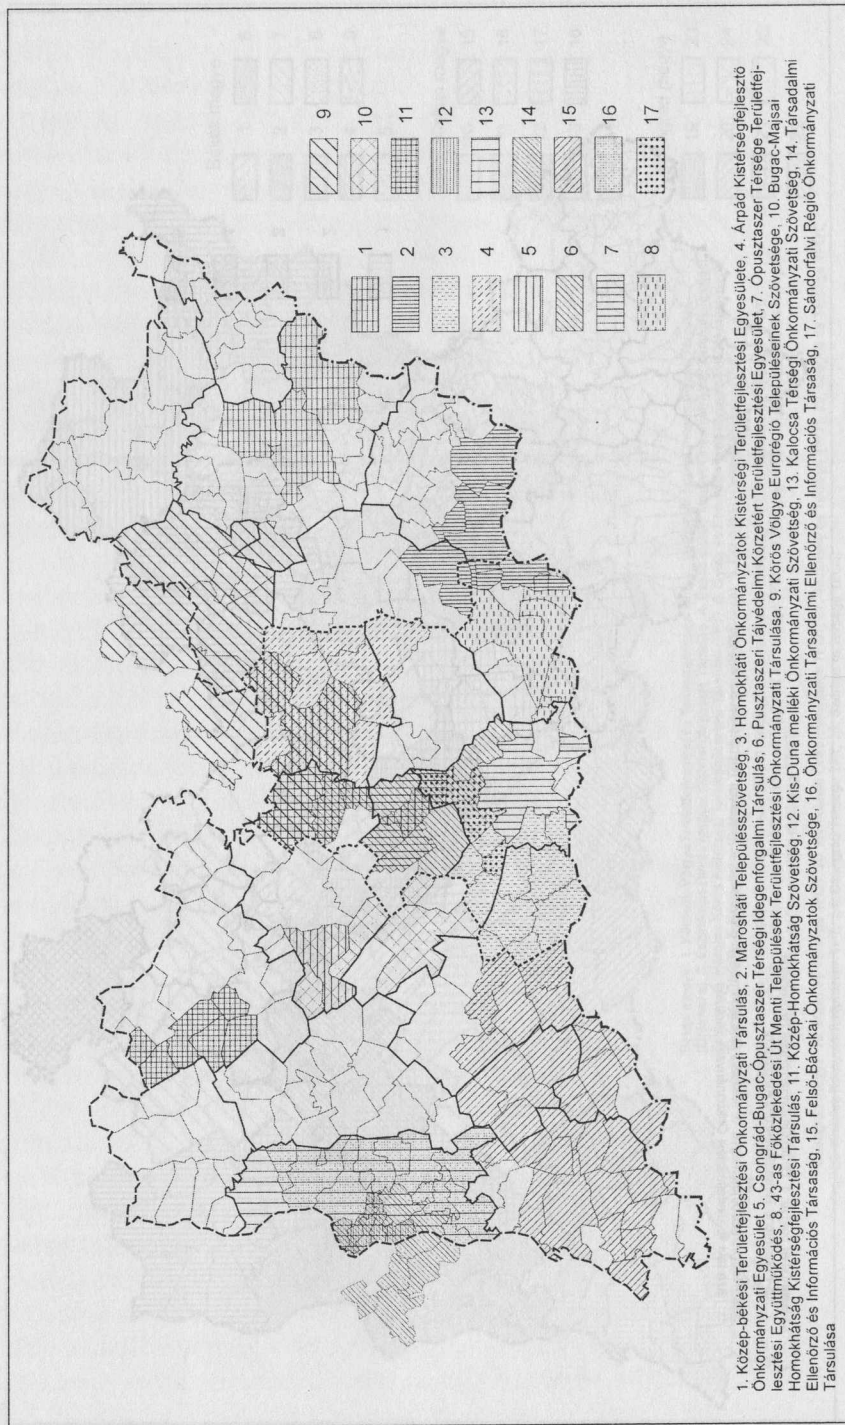 9
10
11
12
13
14
15
16
17
1
2
3
4
5
6
7
8
1. Közép-békési Területfejlesztési Önkormányzati Társulás, 2. Marosháti Településszövetség, 3. Homokháti Önkormányzatok Kistérségi Területfejlesztési Egyesülete, 4. Árpád Kistérségfejlesztő
Önkormányzati Egyesület 5. Csongrád-Bugac-Ópusztaszer Térségi Idegenforgalmi Társulás, 6. Pusztaszeri Tájvédelmi Körzetért Területfejlesztési Egyesület, 7. Ópusztaszer Térsége Területfej-
lesztési Együttműködés, 8. 43-as Főközlekedési Út Menti Települések Területfejlesztési Önkormányzati Társulása, 9. Körös Völgye Eurorégió Településeinek Szövetsége, 10. Bugac-Majsai
Homokhátság Kistérségfejlesztési Társulás, 11. Közép-Homokhátság Szövetség, 12. Kis-Duna melléki Önkormányzati Szövetség, 13. Kalocsa Térségi Önkormányzati Szövetség, 14. Társadalmi
Ellenőrző és Információs Társaság, 15. Felső-Bácskai Önkormányzatok Szövetsége, 16. Önkormányzati Társadalmi Ellenőrző és Információs Társaság, 17. Sándorfalvi Régió Önkormányzati
Társulása